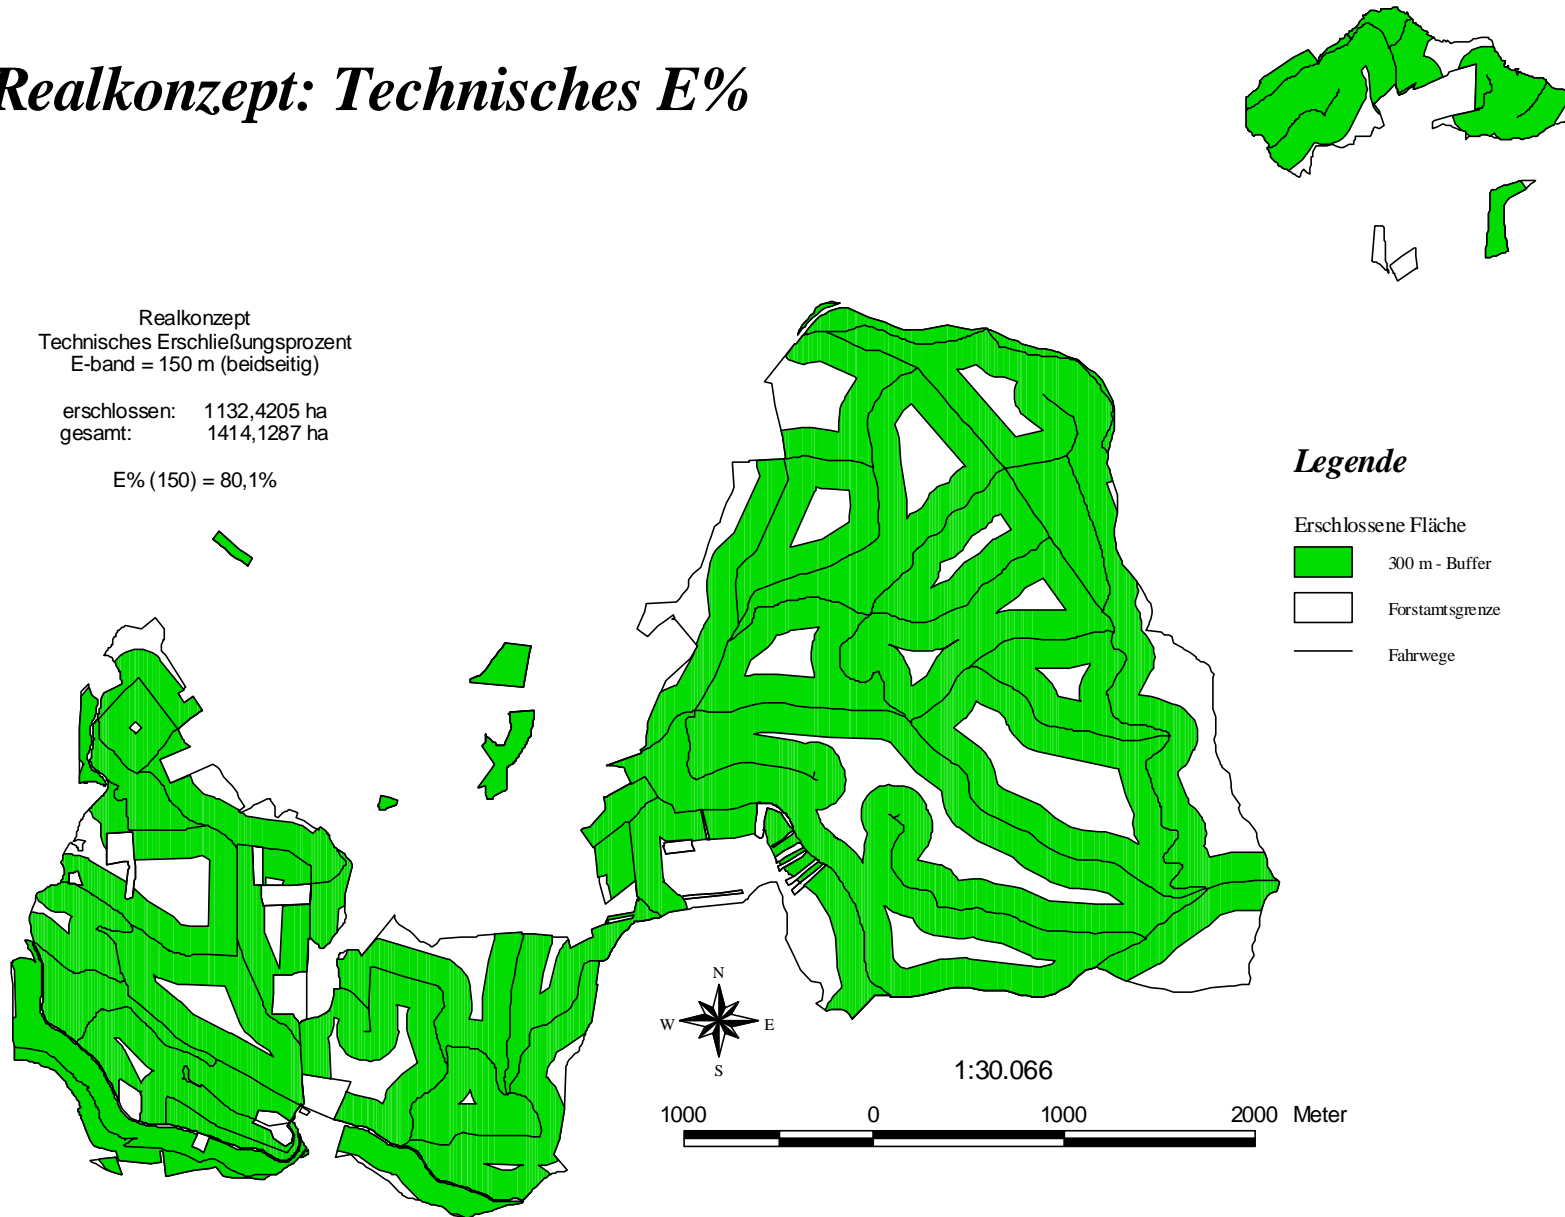 Realkonzept: Technisches E%
Realkonzept
Technisches Erschließungsprozent
E-band = 150 m (beidseitig)
erschlossen: 1132,4205 ha
gesamt: 1414,1287 ha
E% (150) = 80,1%
Legende
Erschlossene Fläche
300 m - Buffer
Forstamtsgrenze
Fahrwege
N
W E
S
1:30.066
1000 0 1000 2000 Meter